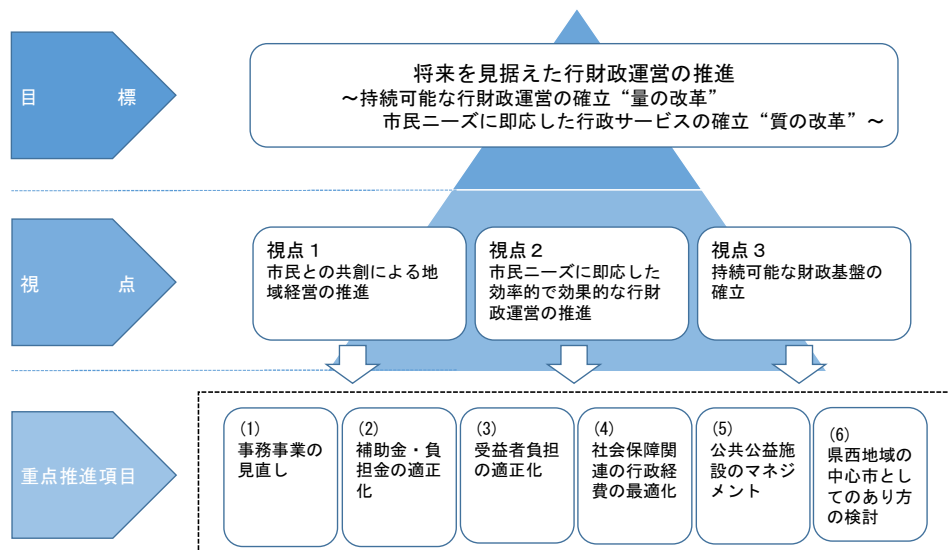 目標
将来を見据えた行財政運営の推進
～持続可能な行財政運営の確立“量の改革”
市民ニーズに即応した行政サービスの確立“質の改革”～
視点
視点１
市民との共創による地
域経営の推進
視点２
市民ニーズに即応した
効率的で効果的な行財
政運営の推進
視点３
持続可能な財政基盤の
確立
重点推進項目
(1)
事務事業の
見直し
(2)
補助金・負
担金の適正
化
(3)
受益者負担
の適正化
(4)
社会保障関
連の行政経
費の最適化
(5)
公共公益施
設のマネジ
メント
(6)
県西地域の
中心市とし
てのあり方
の検討